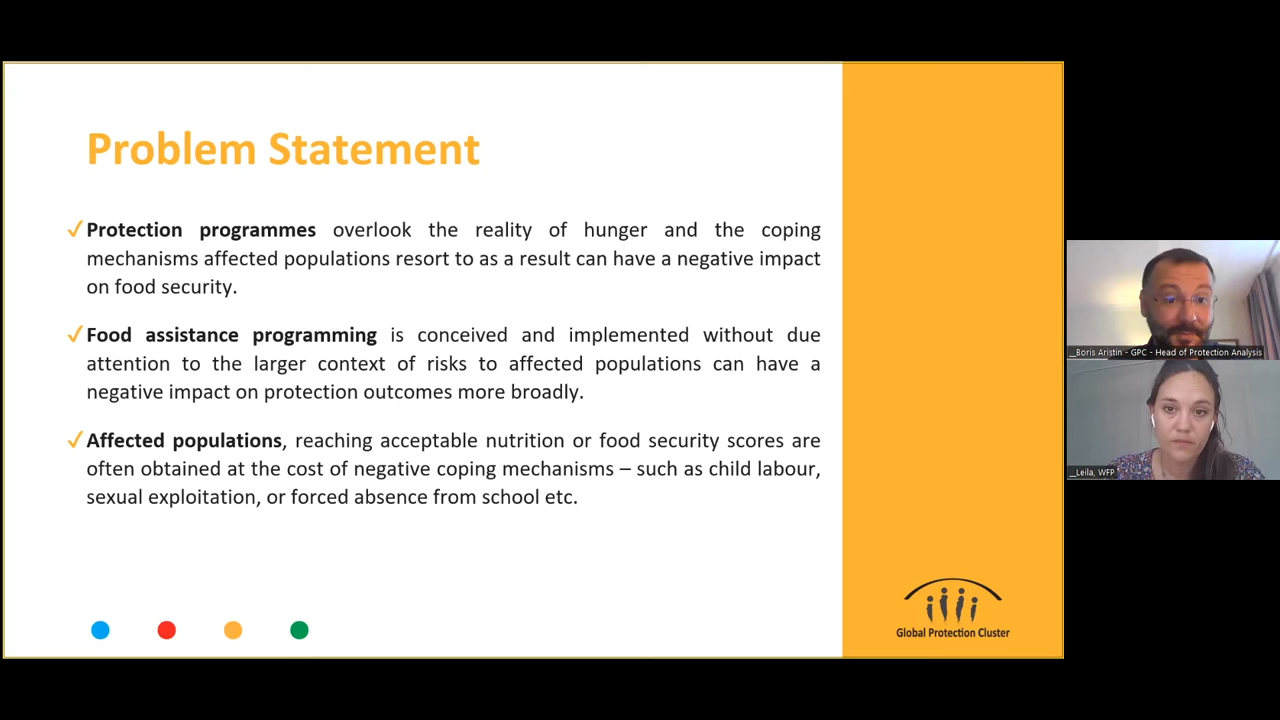 Problem Statement
✓Protection programmes overlook the reality of hunger and the coping
mechanisms affected populations resort to as a result can have a negative impact
on food security.
✓Food assistance programming is conceived and implemented without due
attention to the larger context of risks to affected populations can have a
negative impact on protection outcomes more broadly.
✓Affected populations, reaching acceptable nutrition or food security scores are
often obtained at the cost of negative coping mechanisms – such as child labour,
sexual exploitation, or forced absence from school etc.
Global Protection Cluster
__Boris Aristin - GPC - Head of Protection Analysis
__Leila, WFP